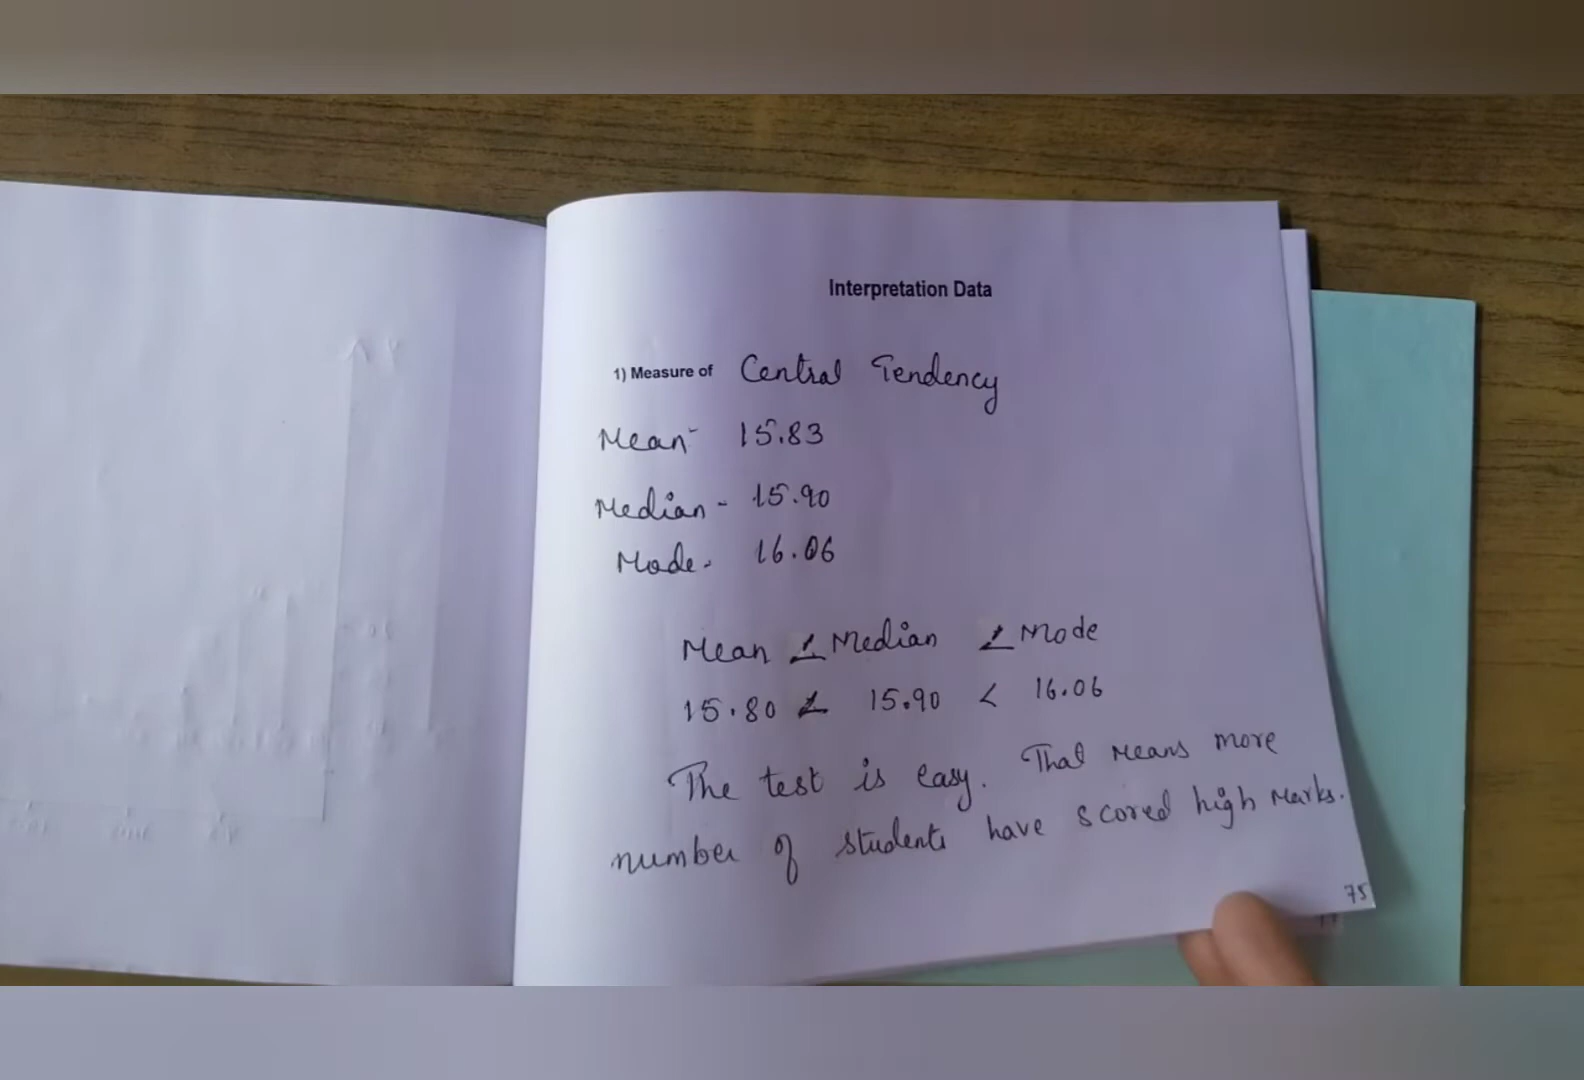 Interpretation Data
1) Measure of Central Tendency
Mean - 15.83
Median - 15.90
Mode - 16.06
Mean < Median < Mode
15.80 < 15.90 < 16.06
The test is easy. That means more
number of students have scored high marks.
75
77